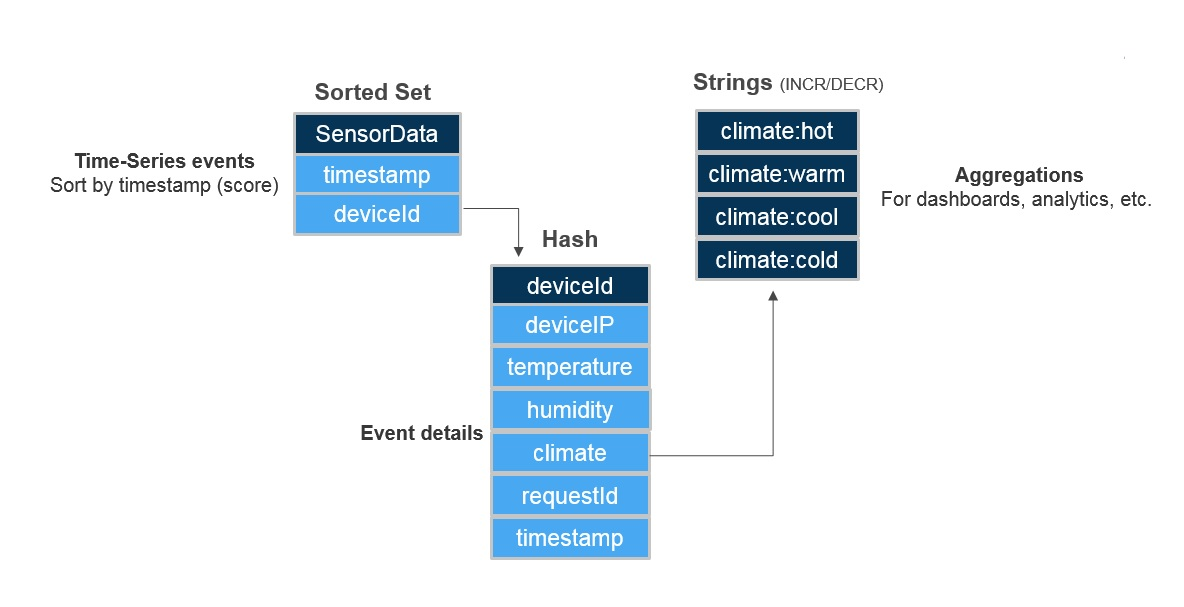 Sorted Set
SensorData
timestamp
deviceId
Time-Series events
Sort by timestamp (score)
Hash
deviceId
deviceIP
temperature
humidity
climate
requestId
timestamp
Event details
Strings (INCR/DECR)
climate:hot
climate:warm
climate:cool
climate:cold
Aggregations
For dashboards, analytics, etc.